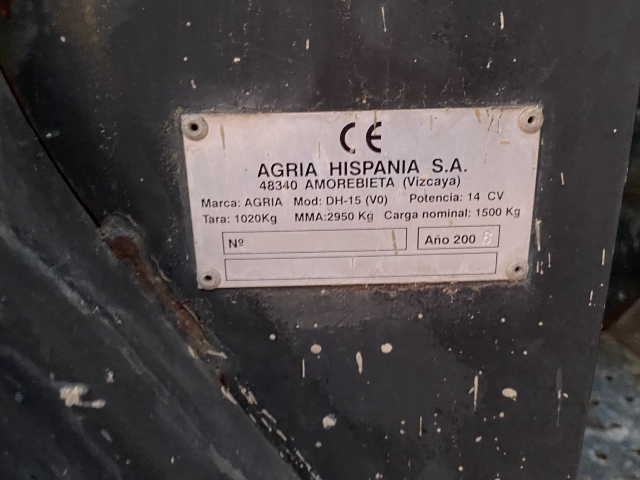 CE
AGRIA HISPANIA S.A.
48340 AMOREBIETA (Vizcaya)
Marca: AGRIA Mod: DH-15 (V0) Potencia: 14 CV
Tara: 1020Kg MMA:2950 Kg Carga nominal: 1500 Kg
Nº Año 200